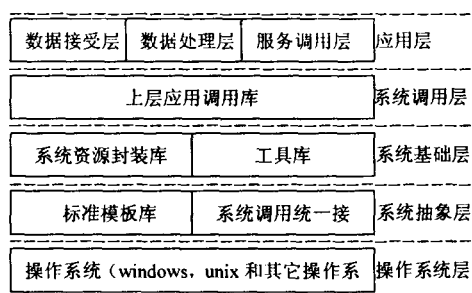 数据接受层 数据处理层 服务调用层 应用层
上层应用调用库 系统调用层
系统资源封装库 工具库 系统基础层
标准模板库 系统调用统一接 系统抽象层
操作系统（windows，unix 和其它操作系 操作系统层